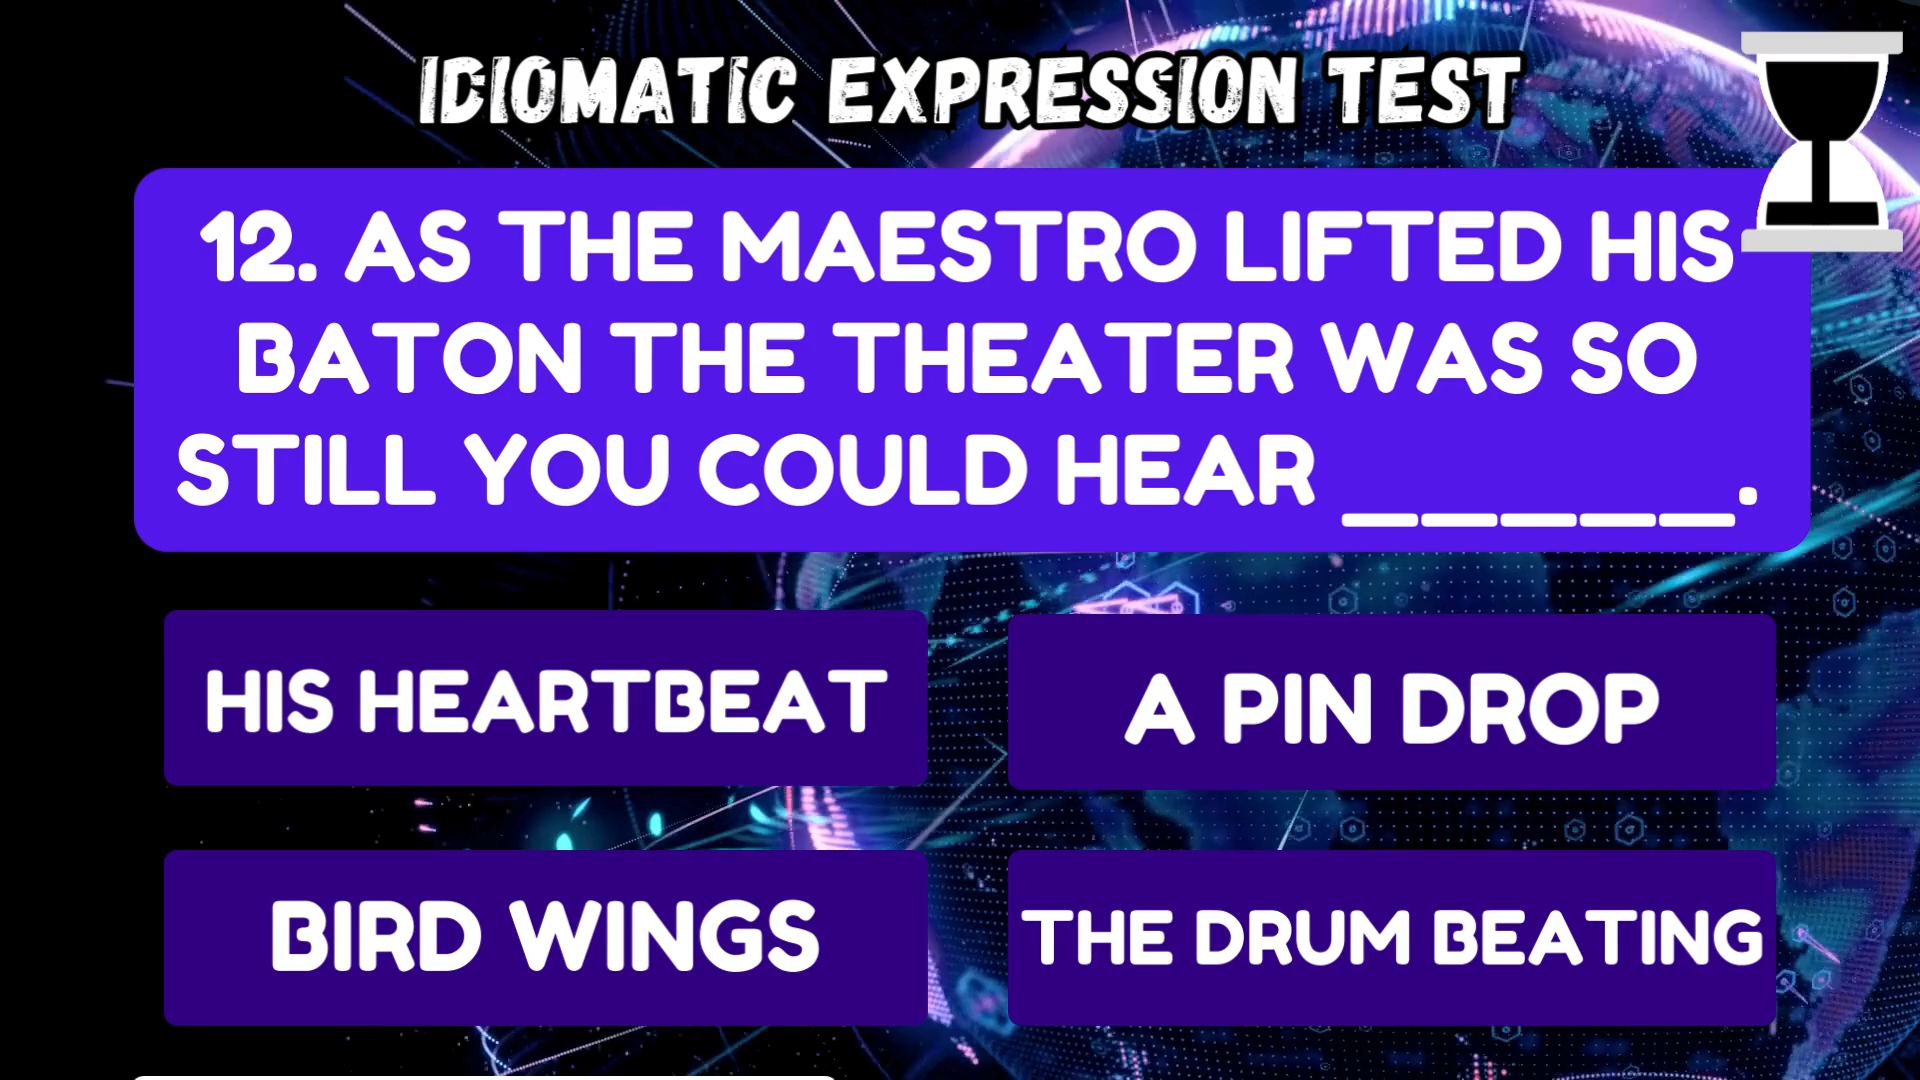 IDIOMATIC EXPRESSION TEST
12. AS THE MAESTRO LIFTED HIS
BATON THE THEATER WAS SO
STILL YOU COULD HEAR _____.
HIS HEARTBEAT
A PIN DROP
BIRD WINGS
THE DRUM BEATING